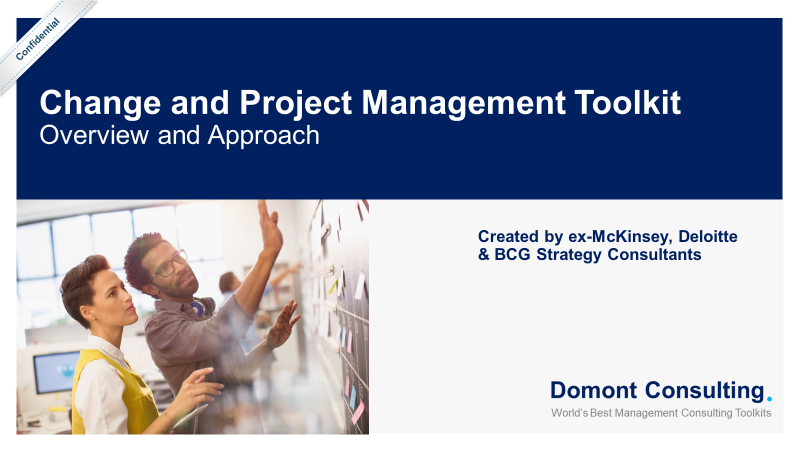 Confidential
Change and Project Management Toolkit
Overview and Approach
Created by ex-McKinsey, Deloitte
& BCG Strategy Consultants
Domont Consulting.
World's Best Management Consulting Toolkits